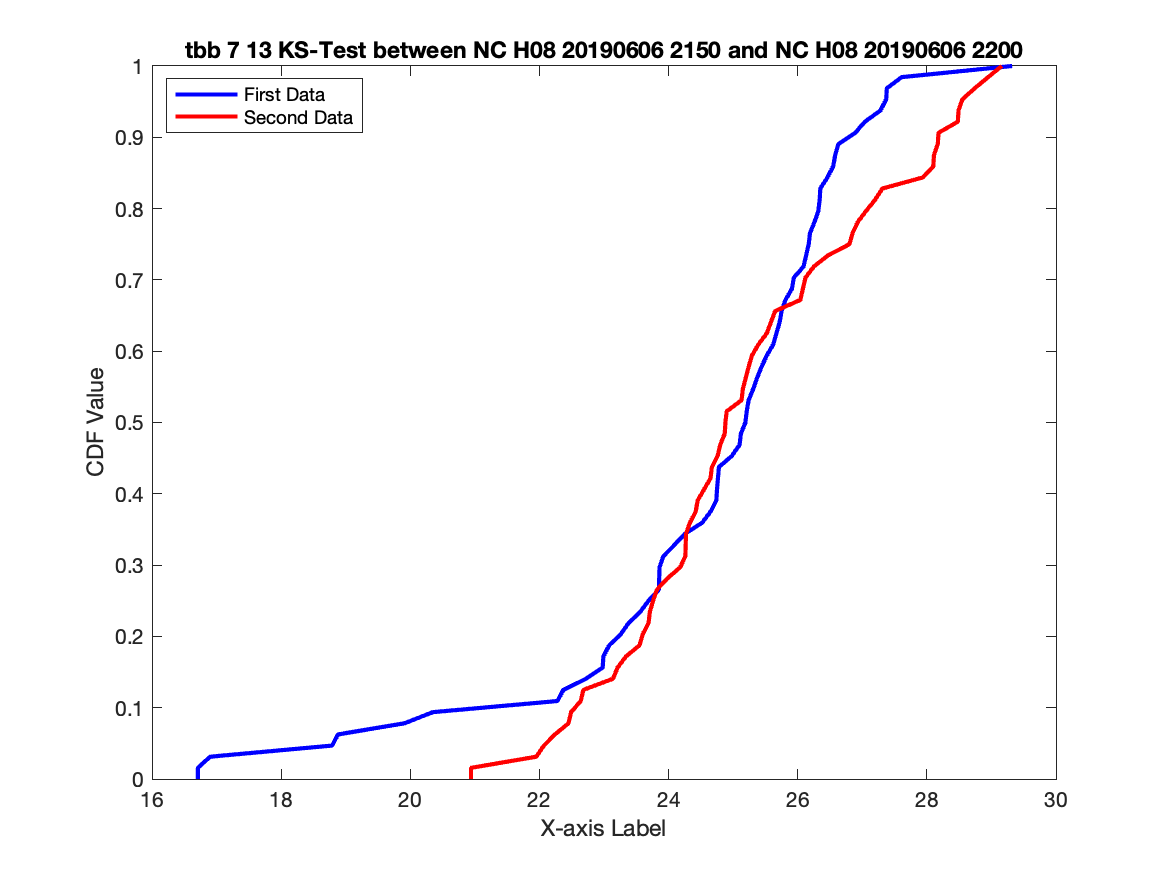 tbb 7 13 KS-Test between NC H08 20190606 2150 and NC H08 20190606 2200
First Data
Second Data
1
0.9
0.8
0.7
0.6
0.5
0.4
0.3
0.2
0.1
0
CDF Value
16 18 20 22 24 26 28 30
X-axis Label